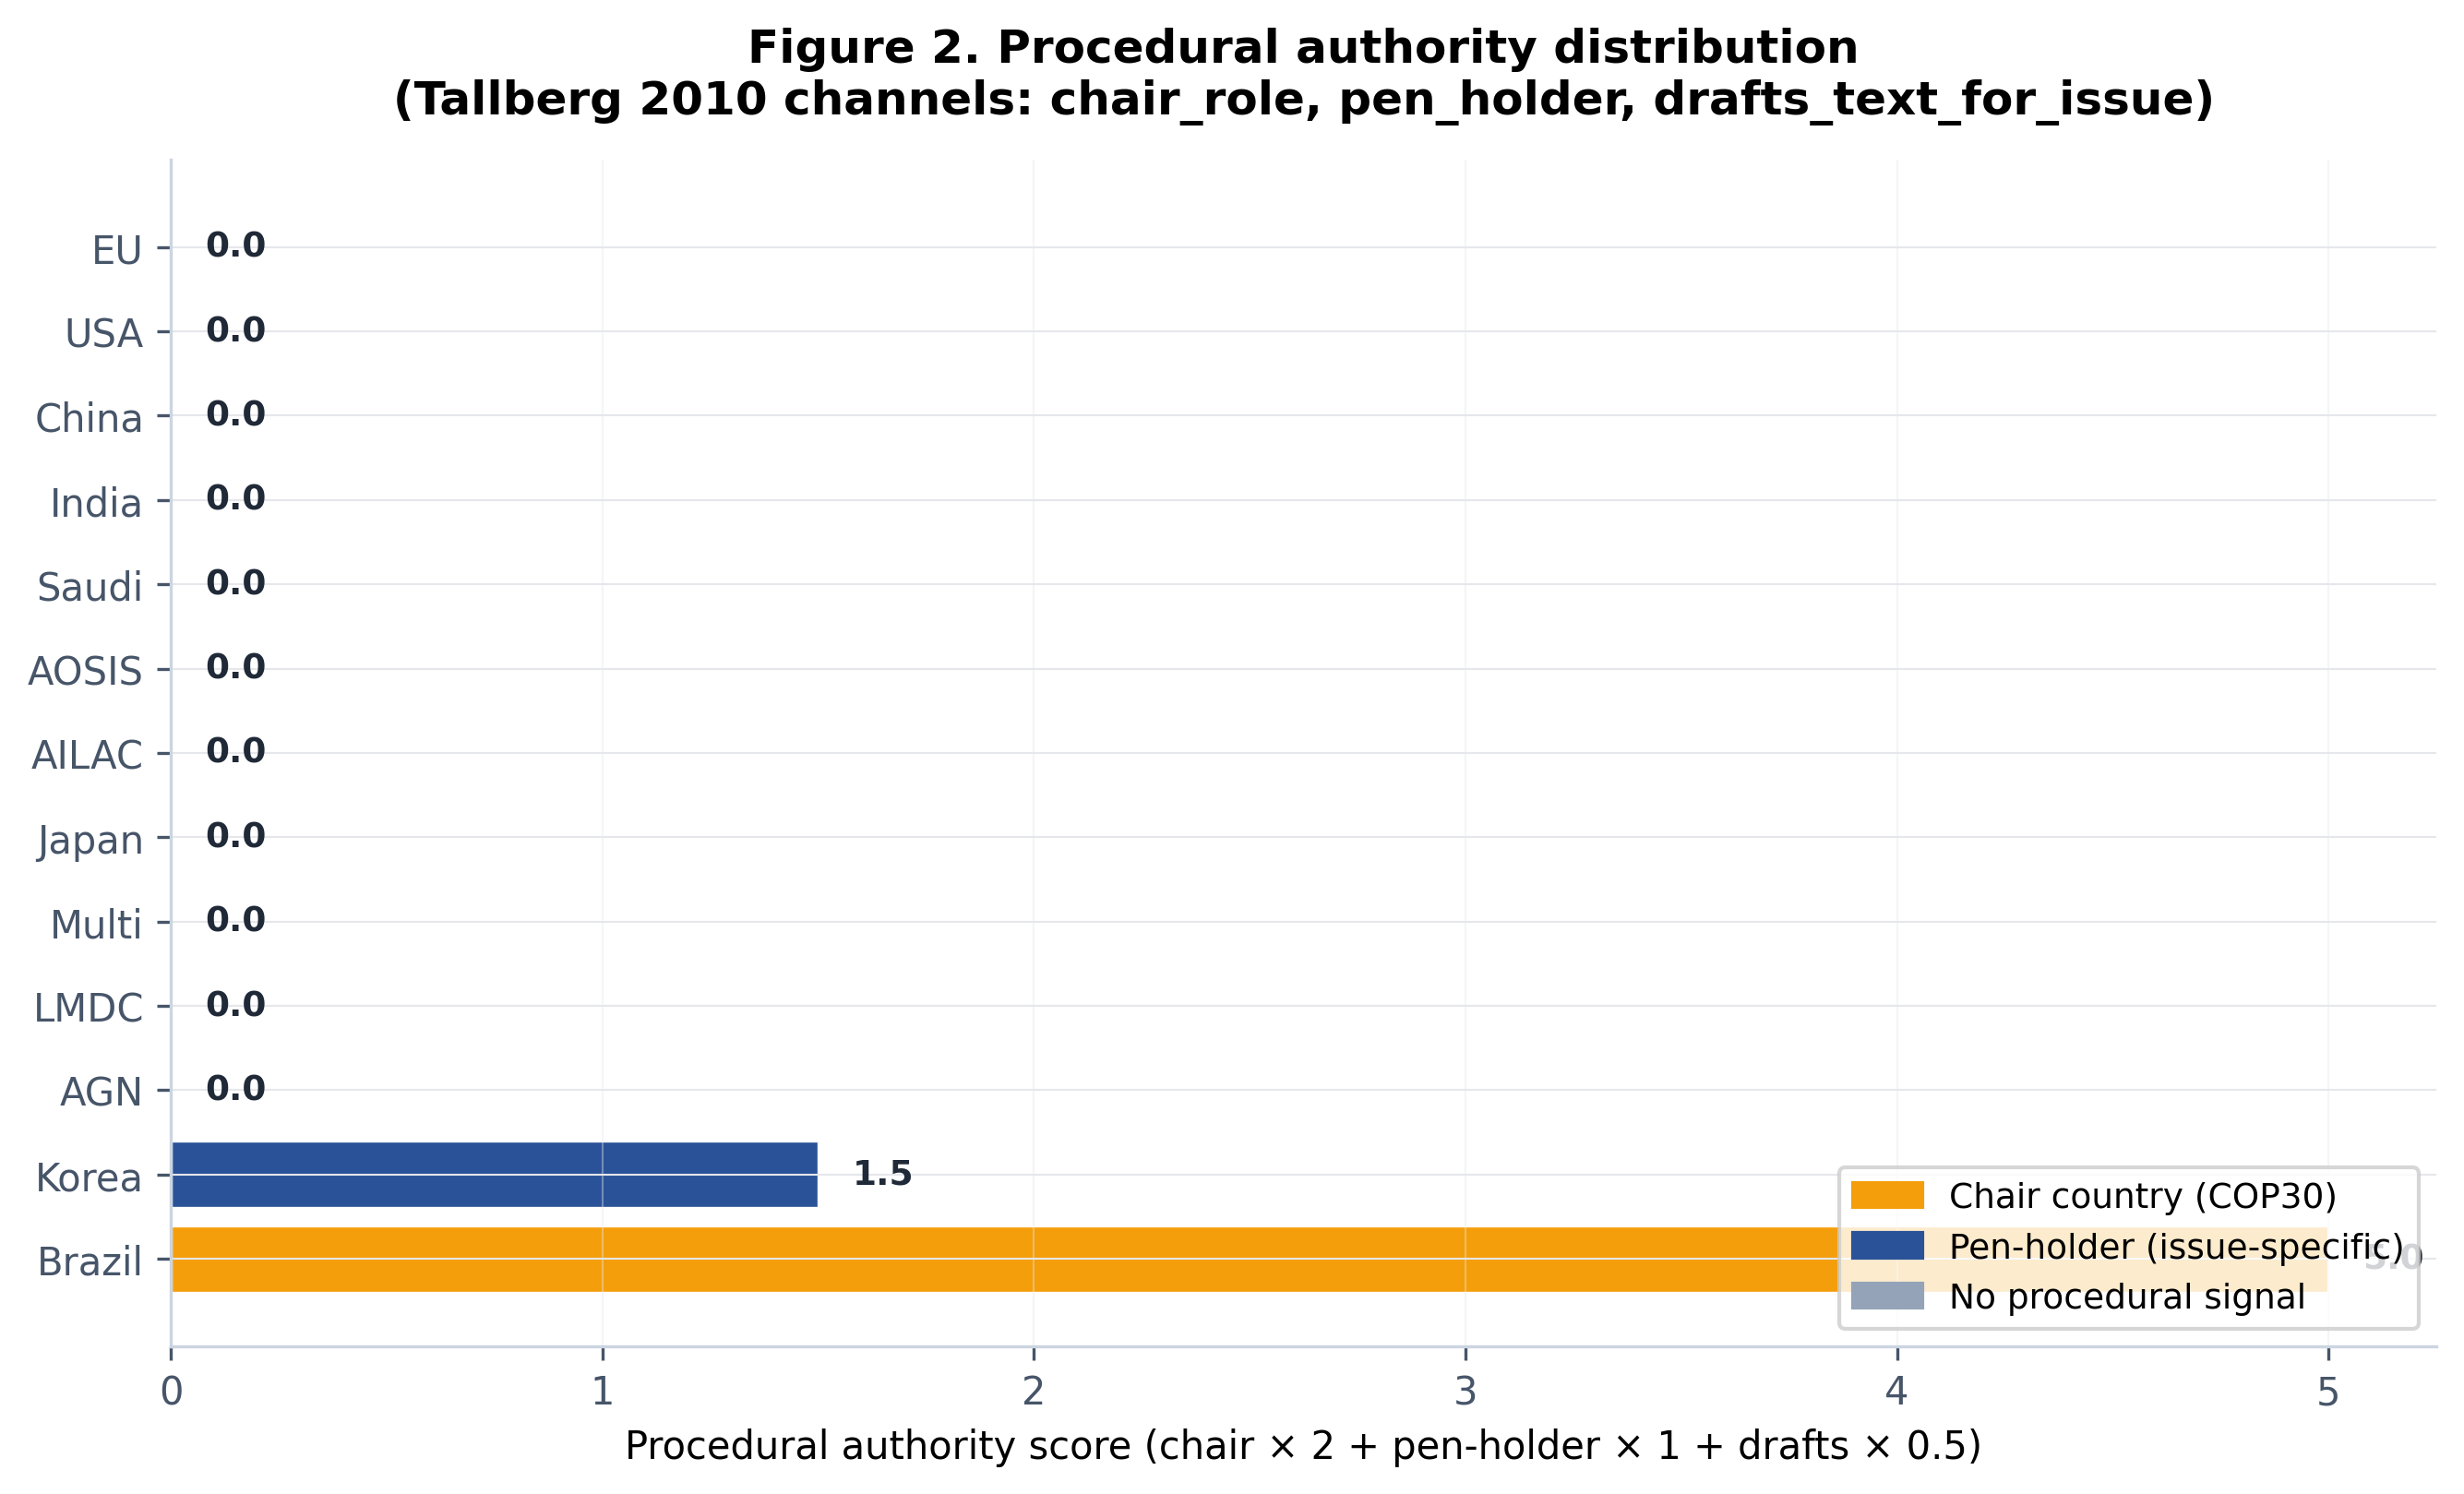 Figure 2. Procedural authority distribution
(Tallberg 2010 channels: chair_role, pen_holder, drafts_text_for_issue)
EU 0.0
USA 0.0
China 0.0
India 0.0
Saudi 0.0
AOSIS 0.0
AILAC 0.0
Japan 0.0
Multi 0.0
LMDC 0.0
AGN 0.0
Korea 1.5
Brazil 5.0
Chair country (COP30)
Pen-holder (issue-specific)
No procedural signal
0 1 2 3 4 5
Procedural authority score (chair × 2 + pen-holder × 1 + drafts × 0.5)